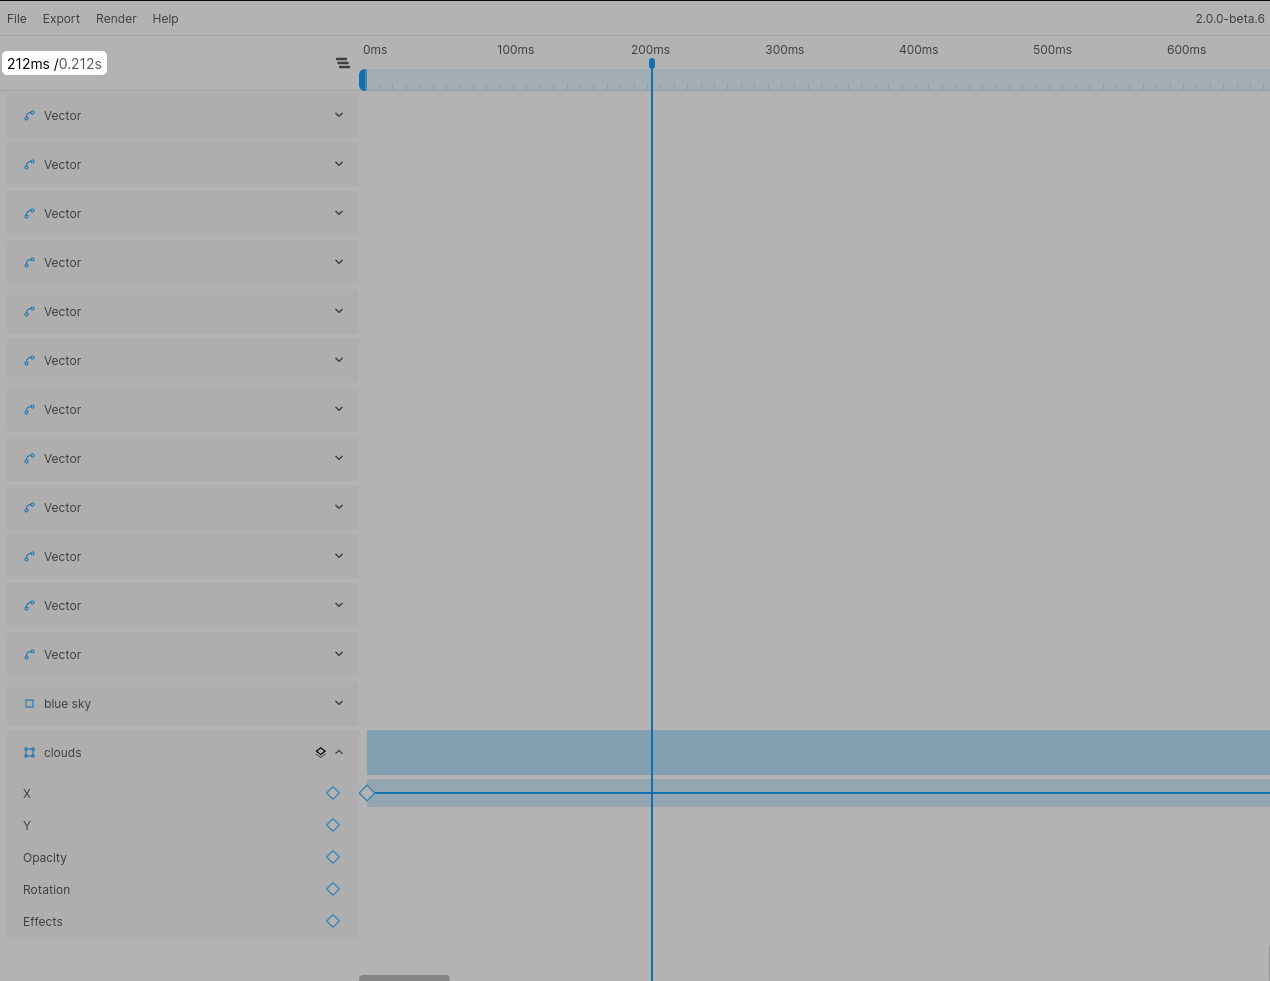 File Export Render Help 2.0.0-beta.6
0ms 100ms 200ms 300ms 400ms 500ms 600ms
212ms /0.212s
Vector
Vector
Vector
Vector
Vector
Vector
Vector
Vector
Vector
Vector
Vector
Vector
blue sky
clouds
X
Y
Opacity
Rotation
Effects